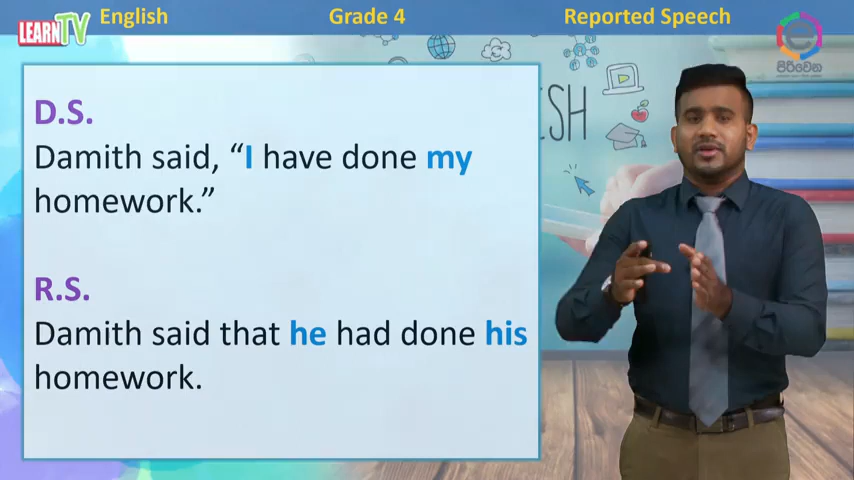 English
Grade 4
Reported Speech
LEARN TV
පිරිවෙන
D.S.
Damith said, “I have done my
homework.”
R.S.
Damith said that he had done his
homework.